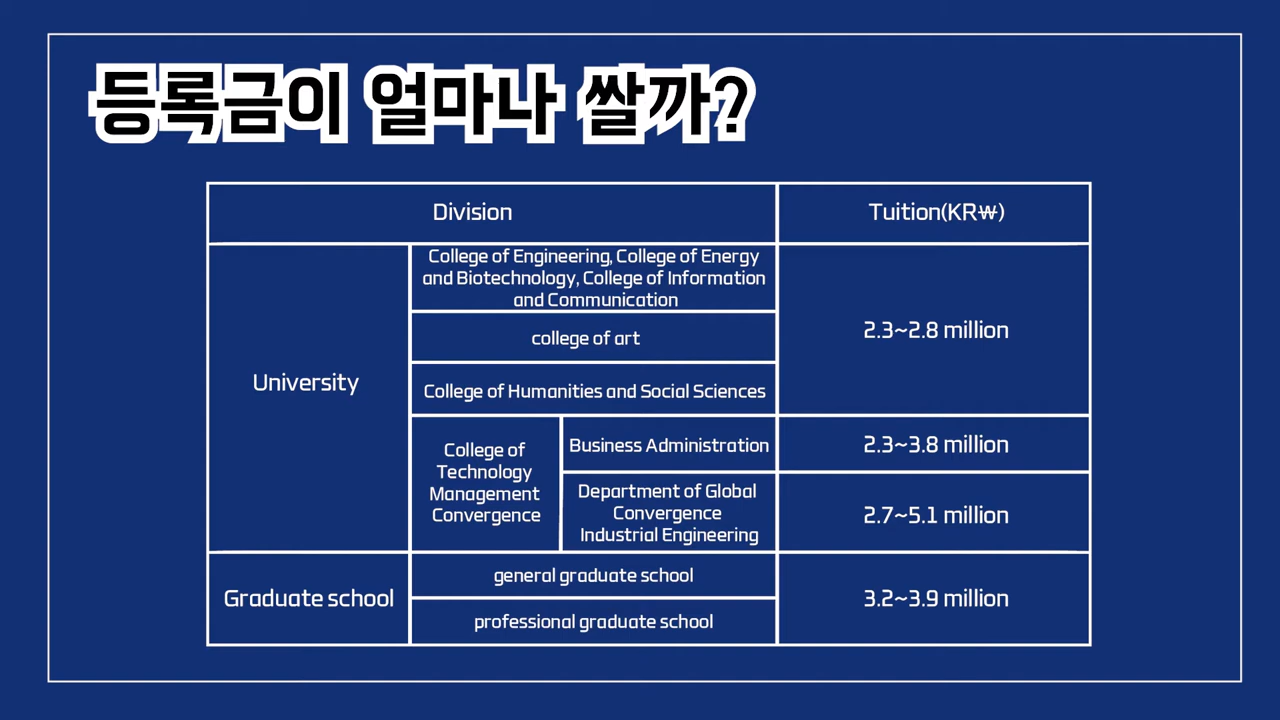 등록금이 얼마나 쌀까?
Division
Tuition(KR₩)
University
College of Engineering, College of Energy
and Biotechnology, College of Information
and Communication
2.3~2.8 million
college of art
College of Humanities and Social Sciences
College of
Technology
Management
Convergence
Business Administration
2.3~3.8 million
Department of Global
Convergence
Industrial Engineering
2.7~5.1 million
Graduate school
general graduate school
3.2~3.9 million
professional graduate school